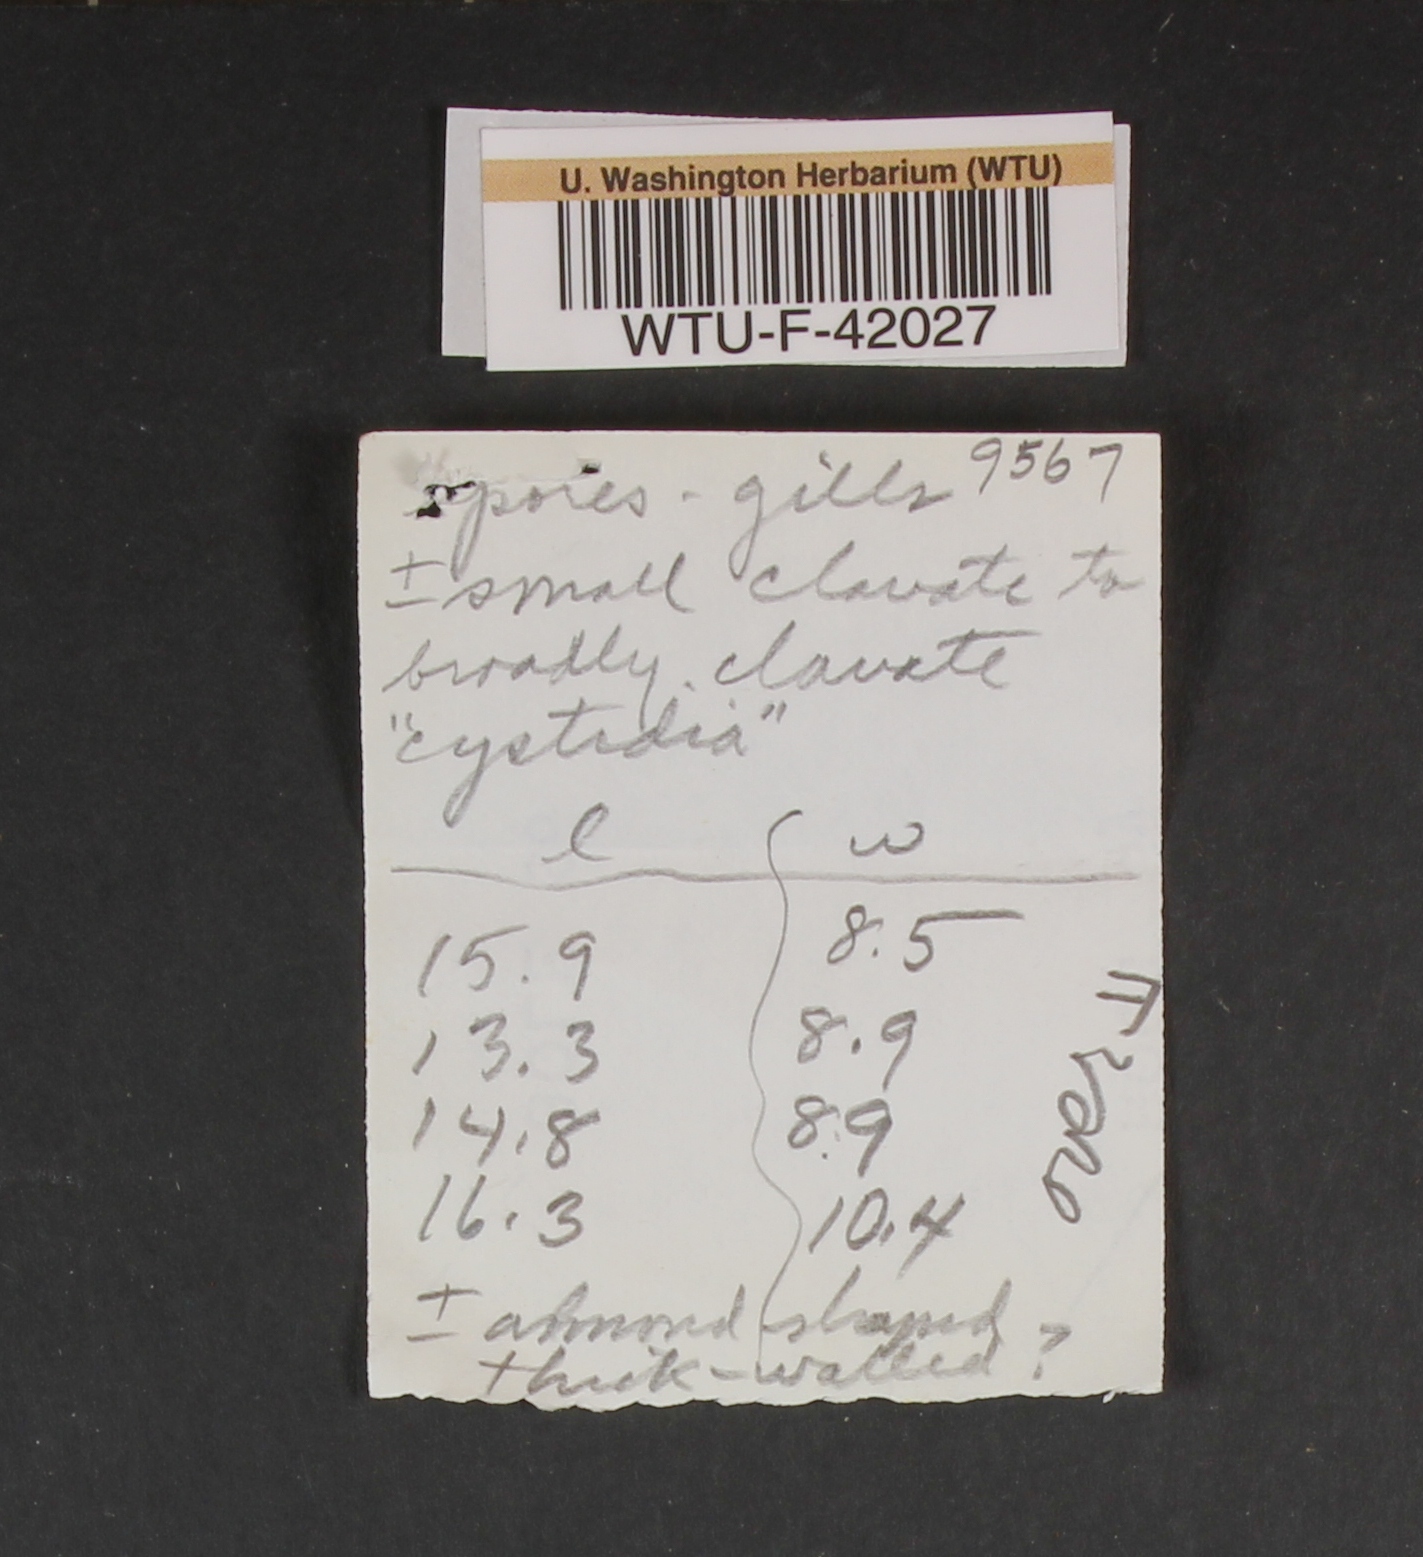 U. Washington Herbarium (WTU)
WTU-F-42027
9567
spores - gills
± small clavate to
broadly clavate
"cystidia"
l w
15.9 8.5
13.3 8.9
14.8 8.9
16.3 10.4
± almond-shaped
thick-walled ?
over